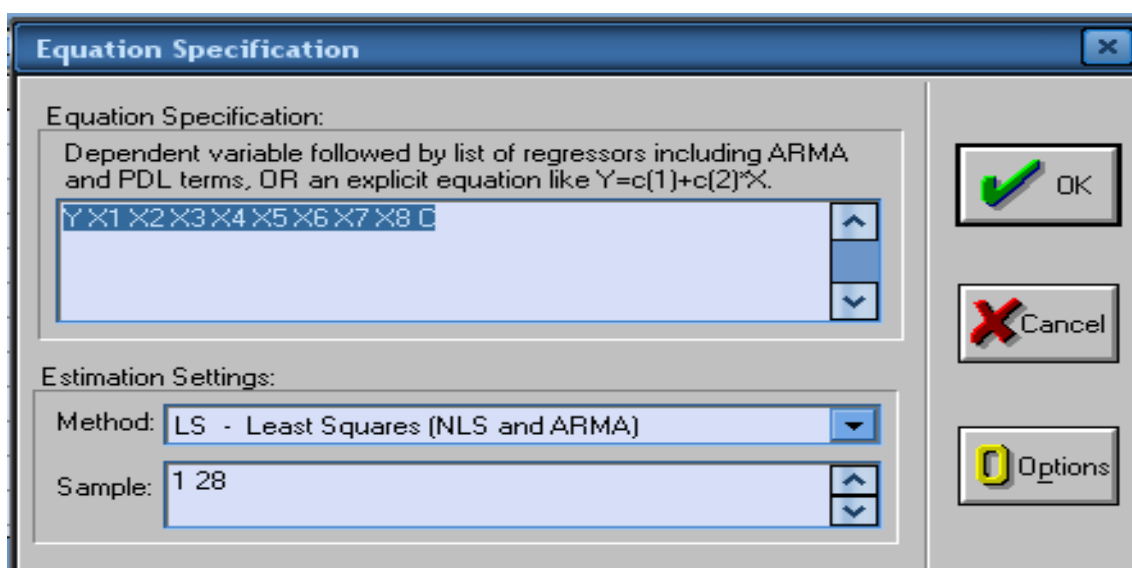 Equation Specification
Equation Specification:
Dependent variable followed by list of regressors including ARMA
and PDL terms, OR an explicit equation like Y=c(1)+c(2)*X.
Y X1 X2 X3 X4 X5 X6 X7 X8 C
OK
Cancel
Estimation Settings:
Method: LS - Least Squares (NLS and ARMA)
Sample: 1 28
Options